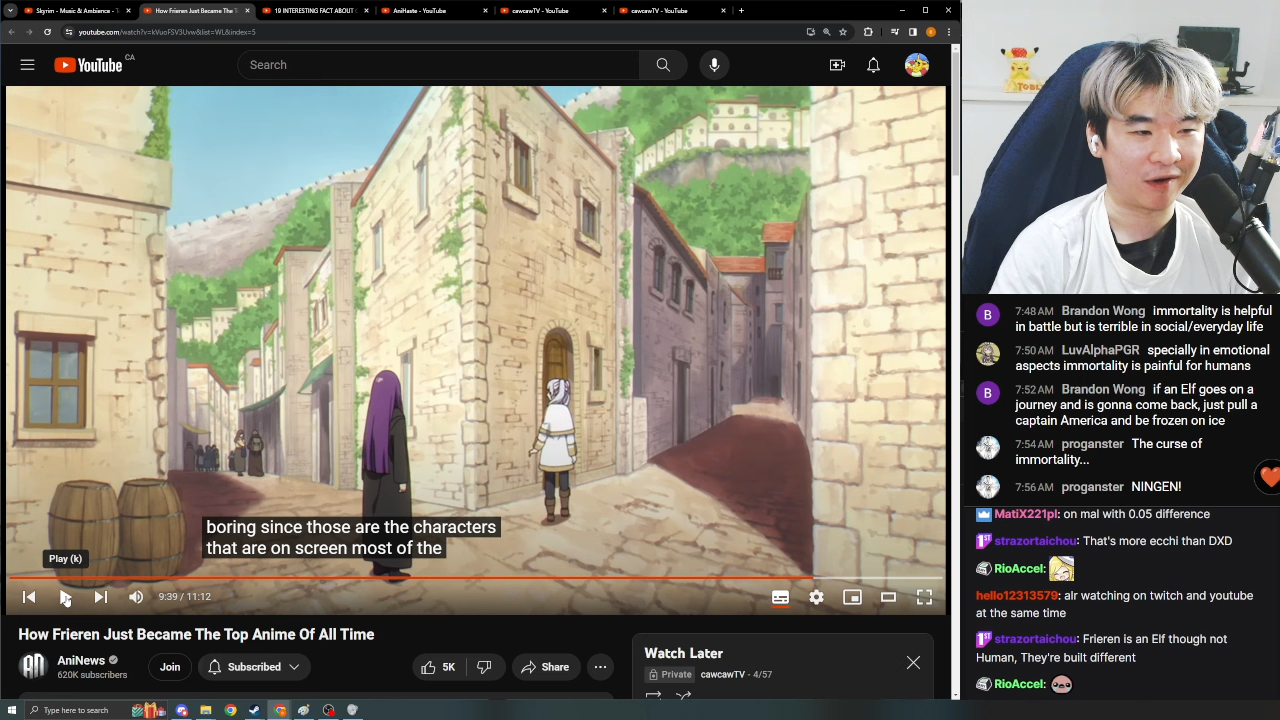 Skyrim - Music & Ambience - T
How Frieren Just Became The T
19 INTERESTING FACT ABOUT
AniHaste - YouTube
cawcawTV - YouTube
cawcawTV - YouTube
youtube.com/watch?v=kVuoFSV3Uvw&list=WL&index=5
YouTube CA
Search
boring since those are the characters
that are on screen most of the
Play (k)
9:39 / 11:12
How Frieren Just Became The Top Anime Of All Time
AniNews
620K subscribers
Join
Subscribed
5K
Share
Watch Later
Private cawcawTV - 4/57
Type here to search
B 7:48 AM Brandon Wong Immortality is helpful
in battle but is terrible in social/everyday life
7:50 AM LuvAlphaPGR specially in emotional
aspects immortality is painful for humans
B 7:52 AM Brandon Wong if an Elf goes on a
journey and is gonna come back, just pull a
captain America and be frozen on ice
7:54 AM proganster The curse of
immortality...
7:56 AM proganster NINGEN!
MatiX221pl: on mal with 0.05 difference
1ST strazortaichou: That's more ecchi than DXD
RioAccel:
hello12313579: alr watching on twitch and youtube
at the same time
1ST strazortaichou: Frieren is an Elf though not
Human, They're built different
RioAccel: